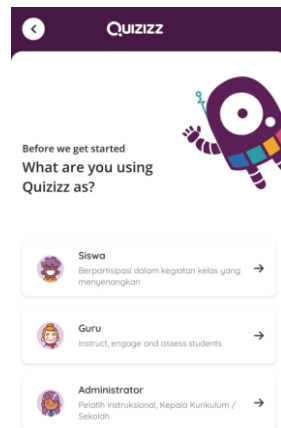 Quizizz
Before we get started
What are you using
Quizizz as?
Siswa
Berpartisipasi dalam kegiatan kelas yang
menyenangkan
Guru
Instruct, engage and assess students
Administrator
Pelatih instruksional, Kepala Kurikulum /
Sekolah